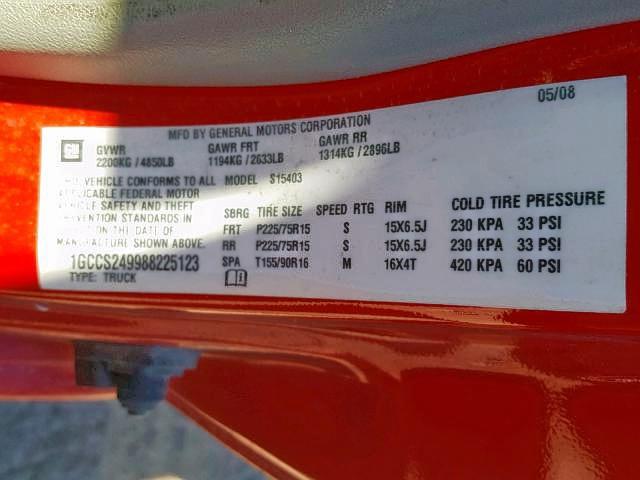 05/08
MFD BY GENERAL MOTORS CORPORATION
GM
GVWR GAWR FRT GAWR RR
2200KG / 4850LB 1194KG / 2633LB 1314KG / 2896LB
VEHICLE CONFORMS TO ALL MODEL S15403
APPLICABLE FEDERAL MOTOR
VEHICLE SAFETY AND THEFT
PREVENTION STANDARDS IN
EFFECT ON THE DATE OF
MANUFACTURE SHOWN ABOVE.
1GCCS249988225123
TYPE: TRUCK
SBRG TIRE SIZE SPEED RTG RIM COLD TIRE PRESSURE
FRT P225/75R15 S 15X6.5J 230 KPA 33 PSI
RR P225/75R15 S 15X6.5J 230 KPA 33 PSI
SPA T155/90R16 M 16X4T 420 KPA 60 PSI